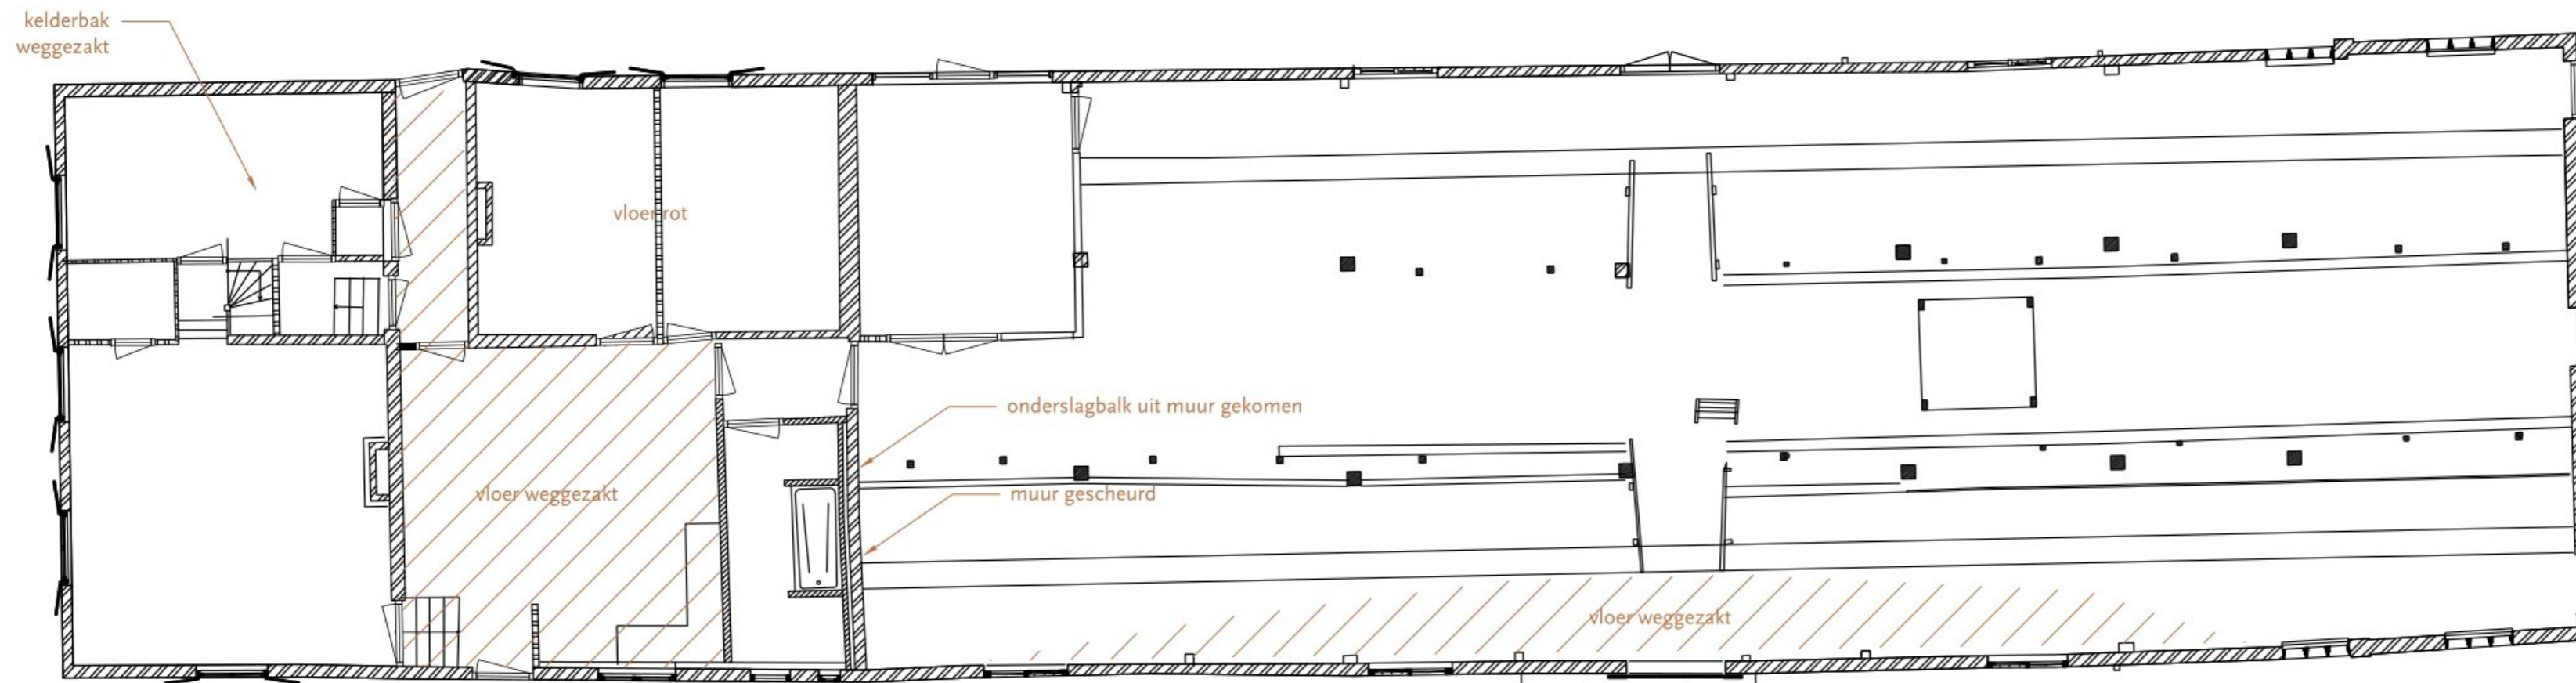 kelderbak
weggezakt
vloer rot
onderslagbalk uit muur gekomen
vloer weggezakt
muur gescheurd
vloer weggezakt